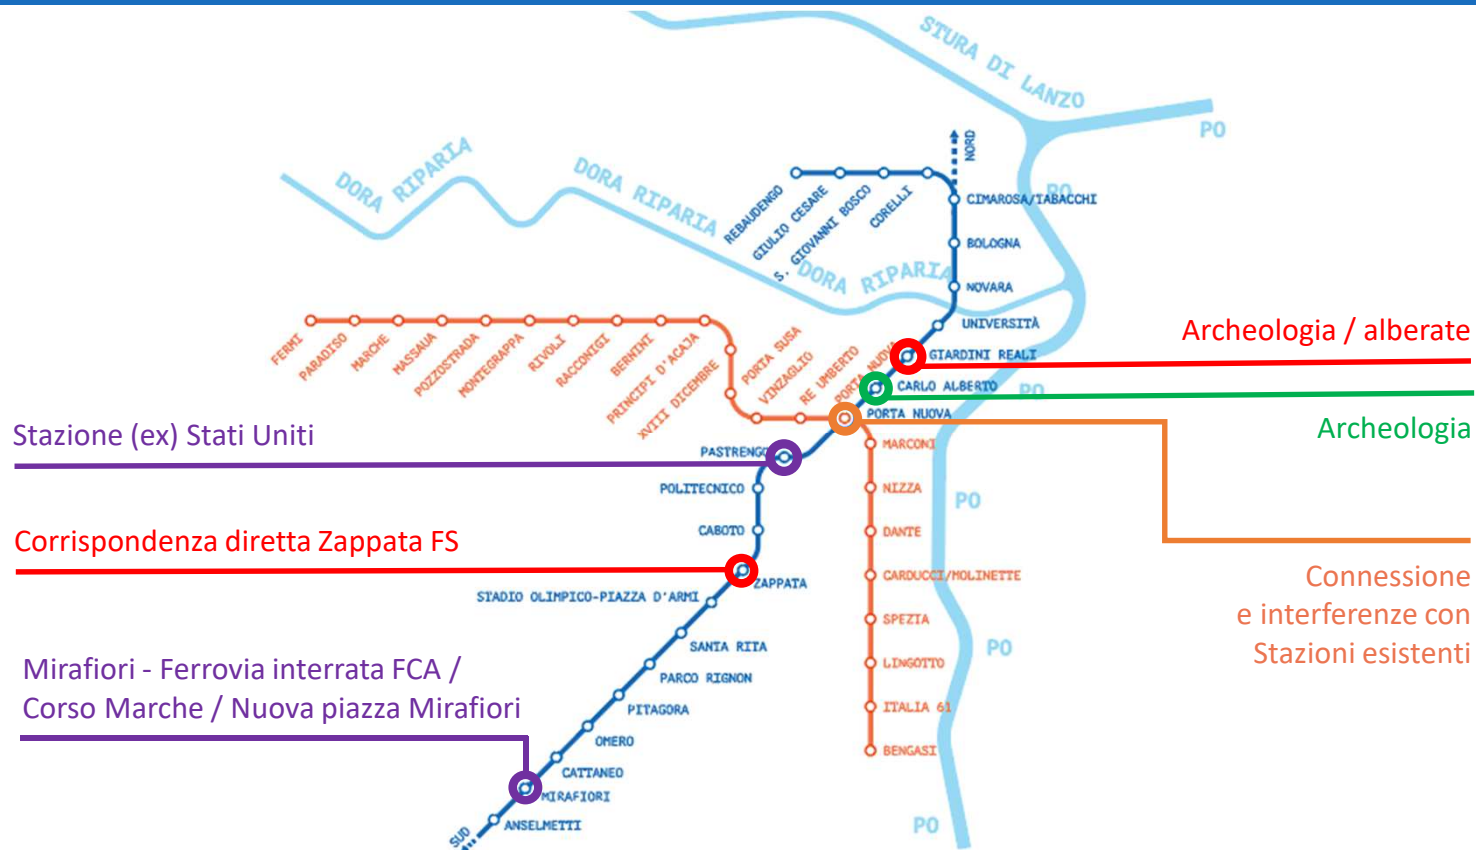 STURA DI LANZO
PO
NORD
DORA RIPARIA
DORA RIPARIA
DORA RIPARIA
PO
REBAUDENGO
GIULIO CESARE
S. GIOVANNI BOSCO
CORELLI
CIMAROSA/TABACCHI
BOLOGNA
NOVARA
UNIVERSITÀ
GIARDINI REALI
CARLO ALBERTO
PORTA NUOVA
PO
Archeologia / alberate
Archeologia
Connessione
e interferenze con
Stazioni esistenti
FERMI
PARADISO
MARCHE
MASSAUA
POZZOSTRADA
MONTEGRAPPA
RIVOLI
RACCONIGI
BERNINI
PRINCIPI D'ACAJA
XVIII DICEMBRE
PORTA SUSA
VINZAGLIO
RE UMBERTO
PORTA NUOVA
MARCONI
NIZZA
DANTE
CARDUCCI/MOLINETTE
SPEZIA
LINGOTTO
ITALIA 61
BENGASI
PO
PO
PO
Stazione (ex) Stati Uniti
PASTRENGO
POLITECNICO
CABOTO
Corrispondenza diretta Zappata FS
ZAPPATA
STADIO OLIMPICO-PIAZZA D'ARMI
SANTA RITA
PARCO RIGNON
PITAGORA
OMERO
CATTANEO
MIRAFIORI
ANSELMETTI
SUD
Mirafiori - Ferrovia interrata FCA /
Corso Marche / Nuova piazza Mirafiori